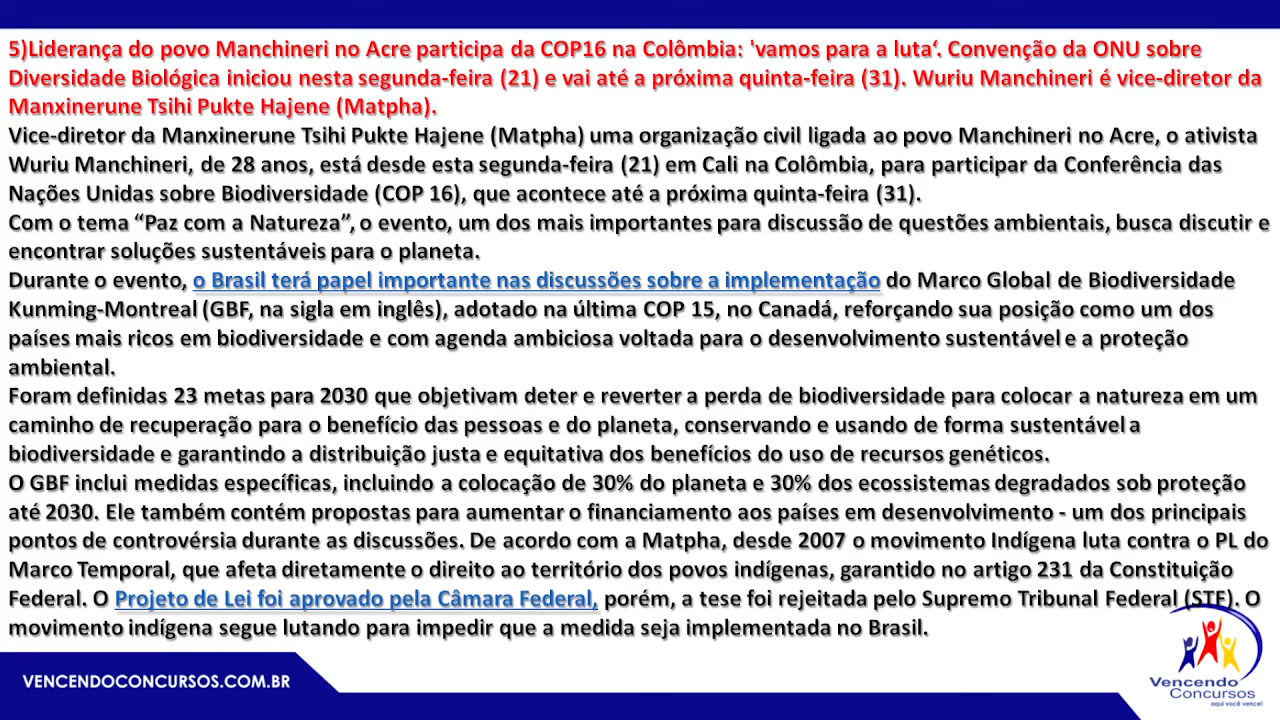 5)Liderança do povo Manchineri no Acre participa da COP16 na Colômbia: 'vamos para a luta‘. Convenção da ONU sobre
Diversidade Biológica iniciou nesta segunda-feira (21) e vai até a próxima quinta-feira (31). Wuriu Manchineri é vice-diretor da
Manxinerune Tsihi Pukte Hajene (Matpha).
Vice-diretor da Manxinerune Tsihi Pukte Hajene (Matpha) uma organização civil ligada ao povo Manchineri no Acre, o ativista
Wuriu Manchineri, de 28 anos, está desde esta segunda-feira (21) em Cali na Colômbia, para participar da Conferência das
Nações Unidas sobre Biodiversidade (COP 16), que acontece até a próxima quinta-feira (31).
Com o tema “Paz com a Natureza”, o evento, um dos mais importantes para discussão de questões ambientais, busca discutir e
encontrar soluções sustentáveis para o planeta.
Durante o evento, o Brasil terá papel importante nas discussões sobre a implementação do Marco Global de Biodiversidade
Kunming-Montreal (GBF, na sigla em inglês), adotado na última COP 15, no Canadá, reforçando sua posição como um dos
países mais ricos em biodiversidade e com agenda ambiciosa voltada para o desenvolvimento sustentável e a proteção
ambiental.
Foram definidas 23 metas para 2030 que objetivam deter e reverter a perda de biodiversidade para colocar a natureza em um
caminho de recuperação para o benefício das pessoas e do planeta, conservando e usando de forma sustentável a
biodiversidade e garantindo a distribuição justa e equitativa dos benefícios do uso de recursos genéticos.
O GBF inclui medidas específicas, incluindo a colocação de 30% do planeta e 30% dos ecossistemas degradados sob proteção
até 2030. Ele também contém propostas para aumentar o financiamento aos países em desenvolvimento - um dos principais
pontos de controvérsia durante as discussões. De acordo com a Matpha, desde 2007 o movimento Indígena luta contra o PL do
Marco Temporal, que afeta diretamente o direito ao território dos povos indígenas, garantido no artigo 231 da Constituição
Federal. O Projeto de Lei foi aprovado pela Câmara Federal, porém, a tese foi rejeitada pelo Supremo Tribunal Federal (STF). O
movimento indígena segue lutando para impedir que a medida seja implementada no Brasil.
VENCENDOCONCURSOS.COM.BR
Vencendo
Concursos
aqui você vence!